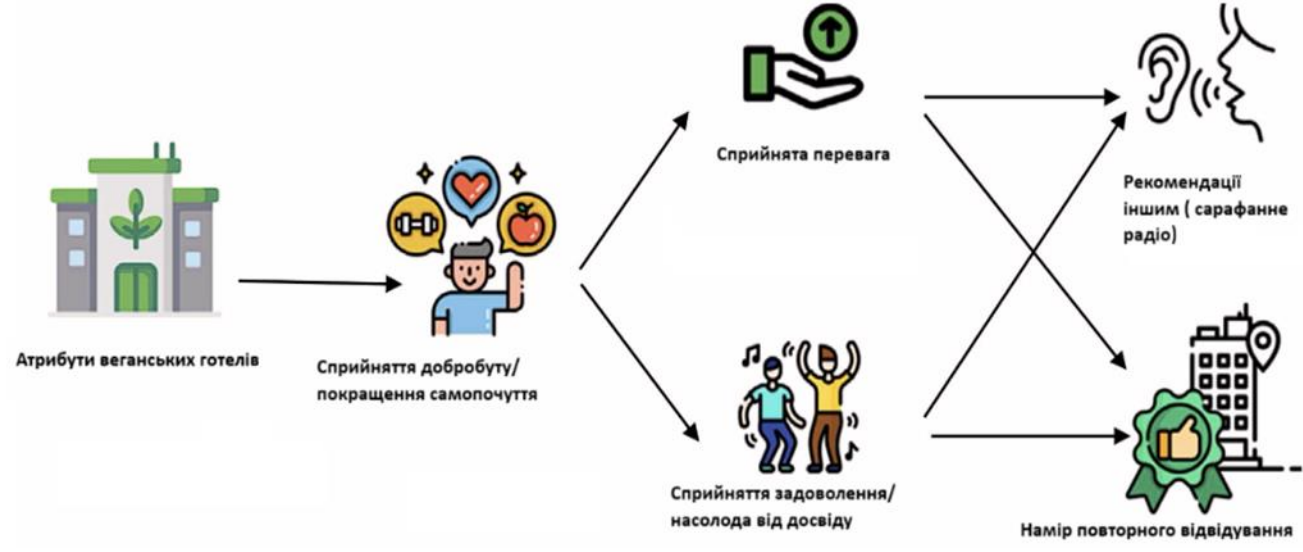 Атрибути веганських готелів
Сприйняття добробуту/
покращення самопочуття
Сприйнята перевага
Сприйняття задоволення/
насолода від досвіду
Рекомендації
іншим ( сарафанне
радіо)
Намір повторного відвідування